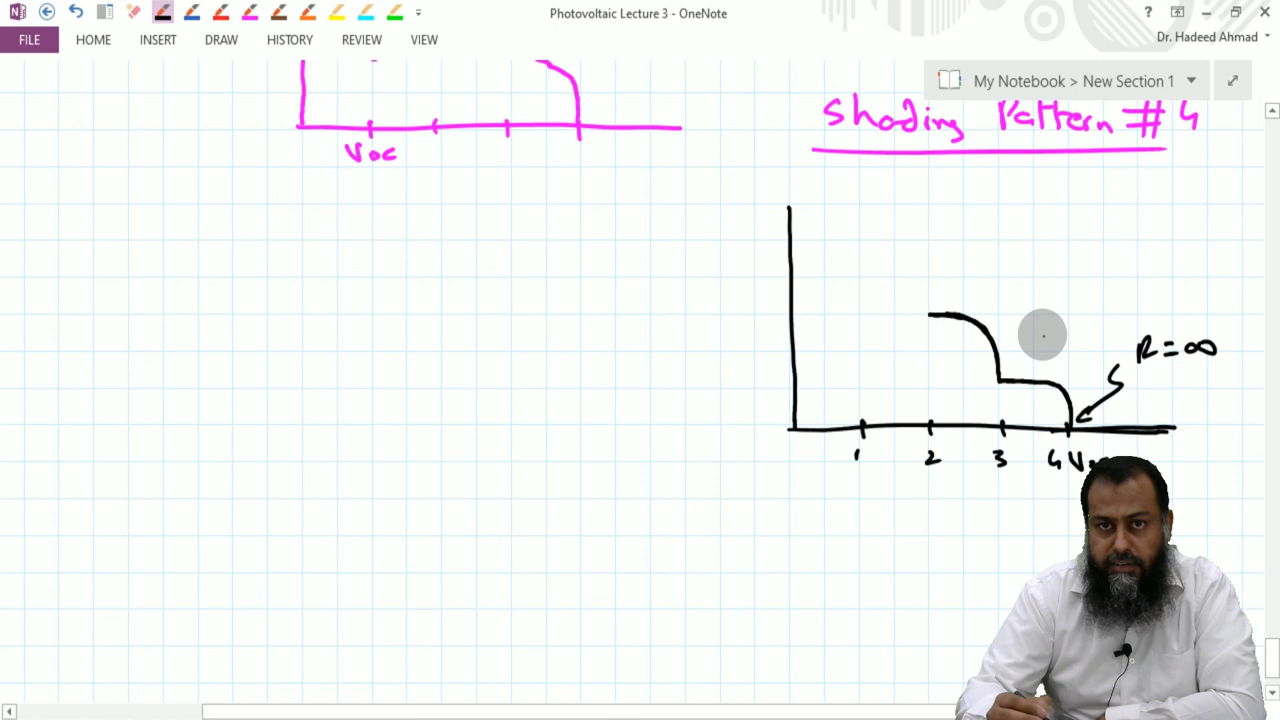 Photovoltaic Lecture 3 - OneNote
?
Dr. Hadeed Ahmad
FILE HOME INSERT DRAW HISTORY REVIEW VIEW
My Notebook > New Section 1
Shading Pattern # 4
Voc
R = ∞
1 2 3 4